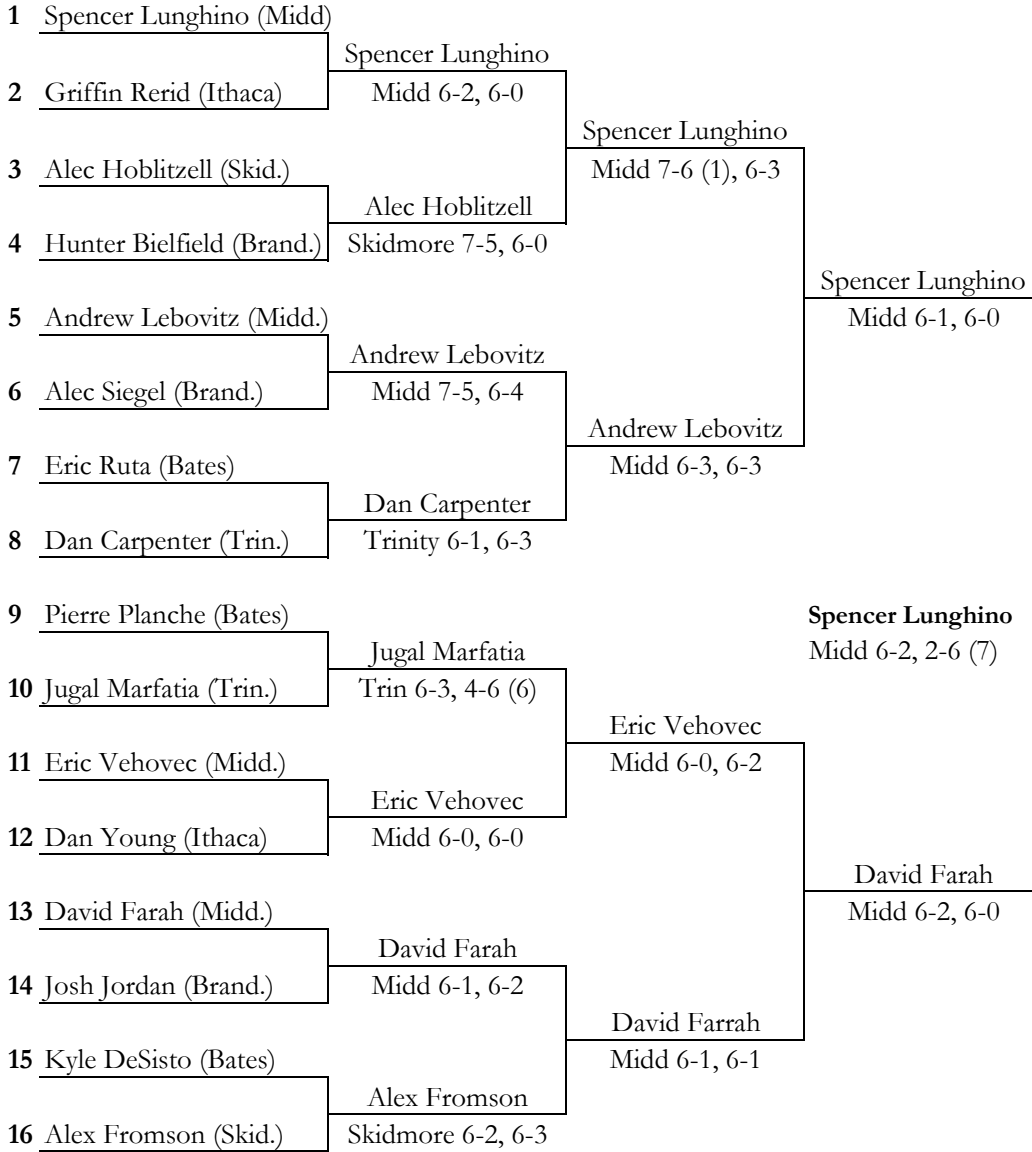 1 Spencer Lunghino (Midd)
Spencer Lunghino
2 Griffin Rerid (Ithaca)
Midd 6-2, 6-0
Spencer Lunghino
3 Alec Hoblitzell (Skid.)
Midd 7-6 (1), 6-3
Alec Hoblitzell
4 Hunter Bielfield (Brand.)
Skidmore 7-5, 6-0
Spencer Lunghino
5 Andrew Lebovitz (Midd.)
Midd 6-1, 6-0
Andrew Lebovitz
6 Alec Siegel (Brand.)
Midd 7-5, 6-4
Andrew Lebovitz
7 Eric Ruta (Bates)
Midd 6-3, 6-3
Dan Carpenter
8 Dan Carpenter (Trin.)
Trinity 6-1, 6-3
9 Pierre Planche (Bates)
Spencer Lunghino
Jugal Marfatia
Midd 6-2, 2-6 (7)
10 Jugal Marfatia (Trin.)
Trin 6-3, 4-6 (6)
Eric Vehovec
11 Eric Vehovec (Midd.)
Midd 6-0, 6-2
Eric Vehovec
12 Dan Young (Ithaca)
Midd 6-0, 6-0
David Farah
13 David Farah (Midd.)
Midd 6-2, 6-0
David Farah
14 Josh Jordan (Brand.)
Midd 6-1, 6-2
David Farrah
15 Kyle DeSisto (Bates)
Midd 6-1, 6-1
Alex Fromson
16 Alex Fromson (Skid.)
Skidmore 6-2, 6-3